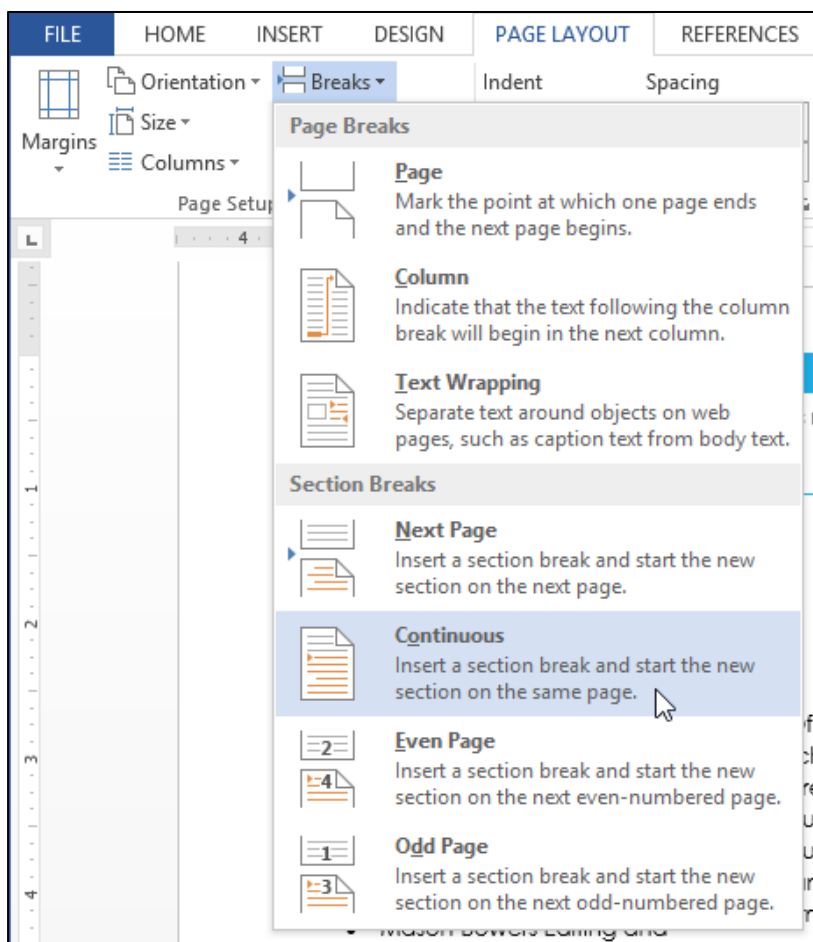 FILE HOME INSERT DESIGN PAGE LAYOUT REFERENCES
Orientation Breaks Indent Spacing
Size
Margins
Columns
Page Setup
Page Breaks
Page
Mark the point at which one page ends
and the next page begins.
Column
Indicate that the text following the column
break will begin in the next column.
Text Wrapping
Separate text around objects on web
pages, such as caption text from body text.
Section Breaks
Next Page
Insert a section break and start the new
section on the next page.
Continuous
Insert a section break and start the new
section on the same page.
Even Page
Insert a section break and start the new
section on the next even-numbered page.
Odd Page
Insert a section break and start the new
section on the next odd-numbered page.
4
1
2
3
4
2
4
1
3
Mason Bowers Editing and